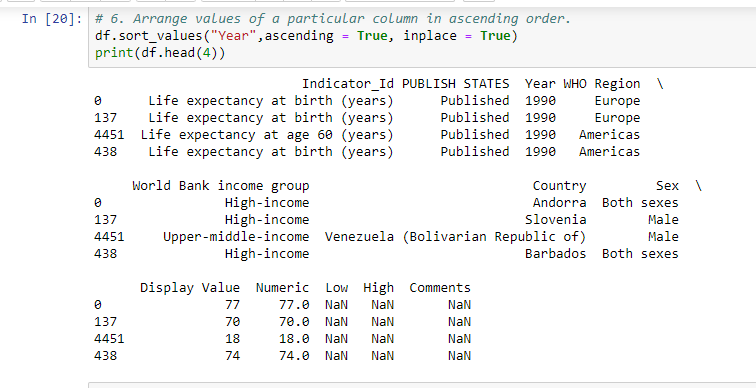 In [20]: # 6. Arrange values of a particular column in ascending order.
df.sort_values("Year",ascending = True, inplace = True)
print(df.head(4))
Indicator_Id PUBLISH STATES Year WHO Region \
0 Life expectancy at birth (years) Published 1990 Europe
137 Life expectancy at birth (years) Published 1990 Europe
4451 Life expectancy at age 60 (years) Published 1990 Americas
438 Life expectancy at birth (years) Published 1990 Americas
World Bank income group Country Sex \
0 High-income Andorra Both sexes
137 High-income Slovenia Male
4451 Upper-middle-income Venezuela (Bolivarian Republic of) Male
438 High-income Barbados Both sexes
Display Value Numeric Low High Comments
0 77 77.0 NaN NaN NaN
137 70 70.0 NaN NaN NaN
4451 18 18.0 NaN NaN NaN
438 74 74.0 NaN NaN NaN